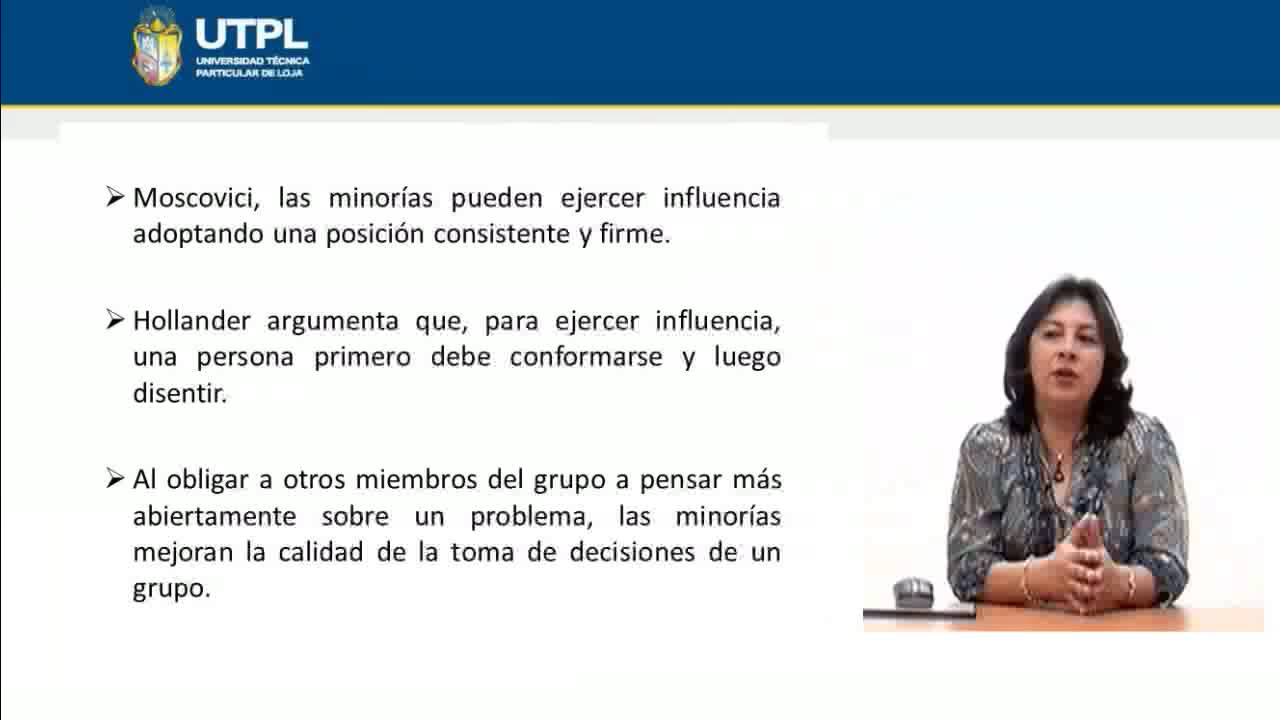 UTPL
UNIVERSIDAD TÉCNICA
PARTICULAR DE LOJA
Moscovici, las minorías pueden ejercer influencia
adoptando una posición consistente y firme.
Hollander argumenta que, para ejercer influencia,
una persona primero debe conformarse y luego
disentir.
Al obligar a otros miembros del grupo a pensar más
abiertamente sobre un problema, las minorías
mejoran la calidad de la toma de decisiones de un
grupo.